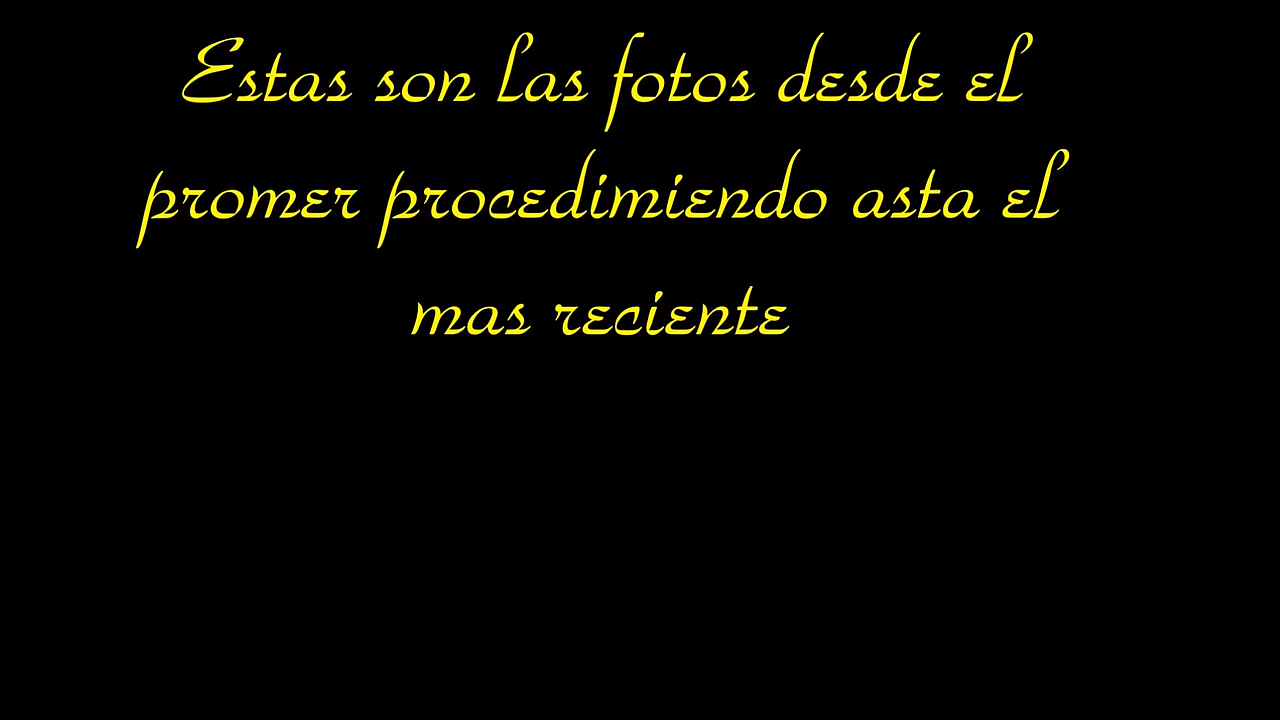 Estas son las fotos desde el
promer procedimiendo asta el
mas reciente